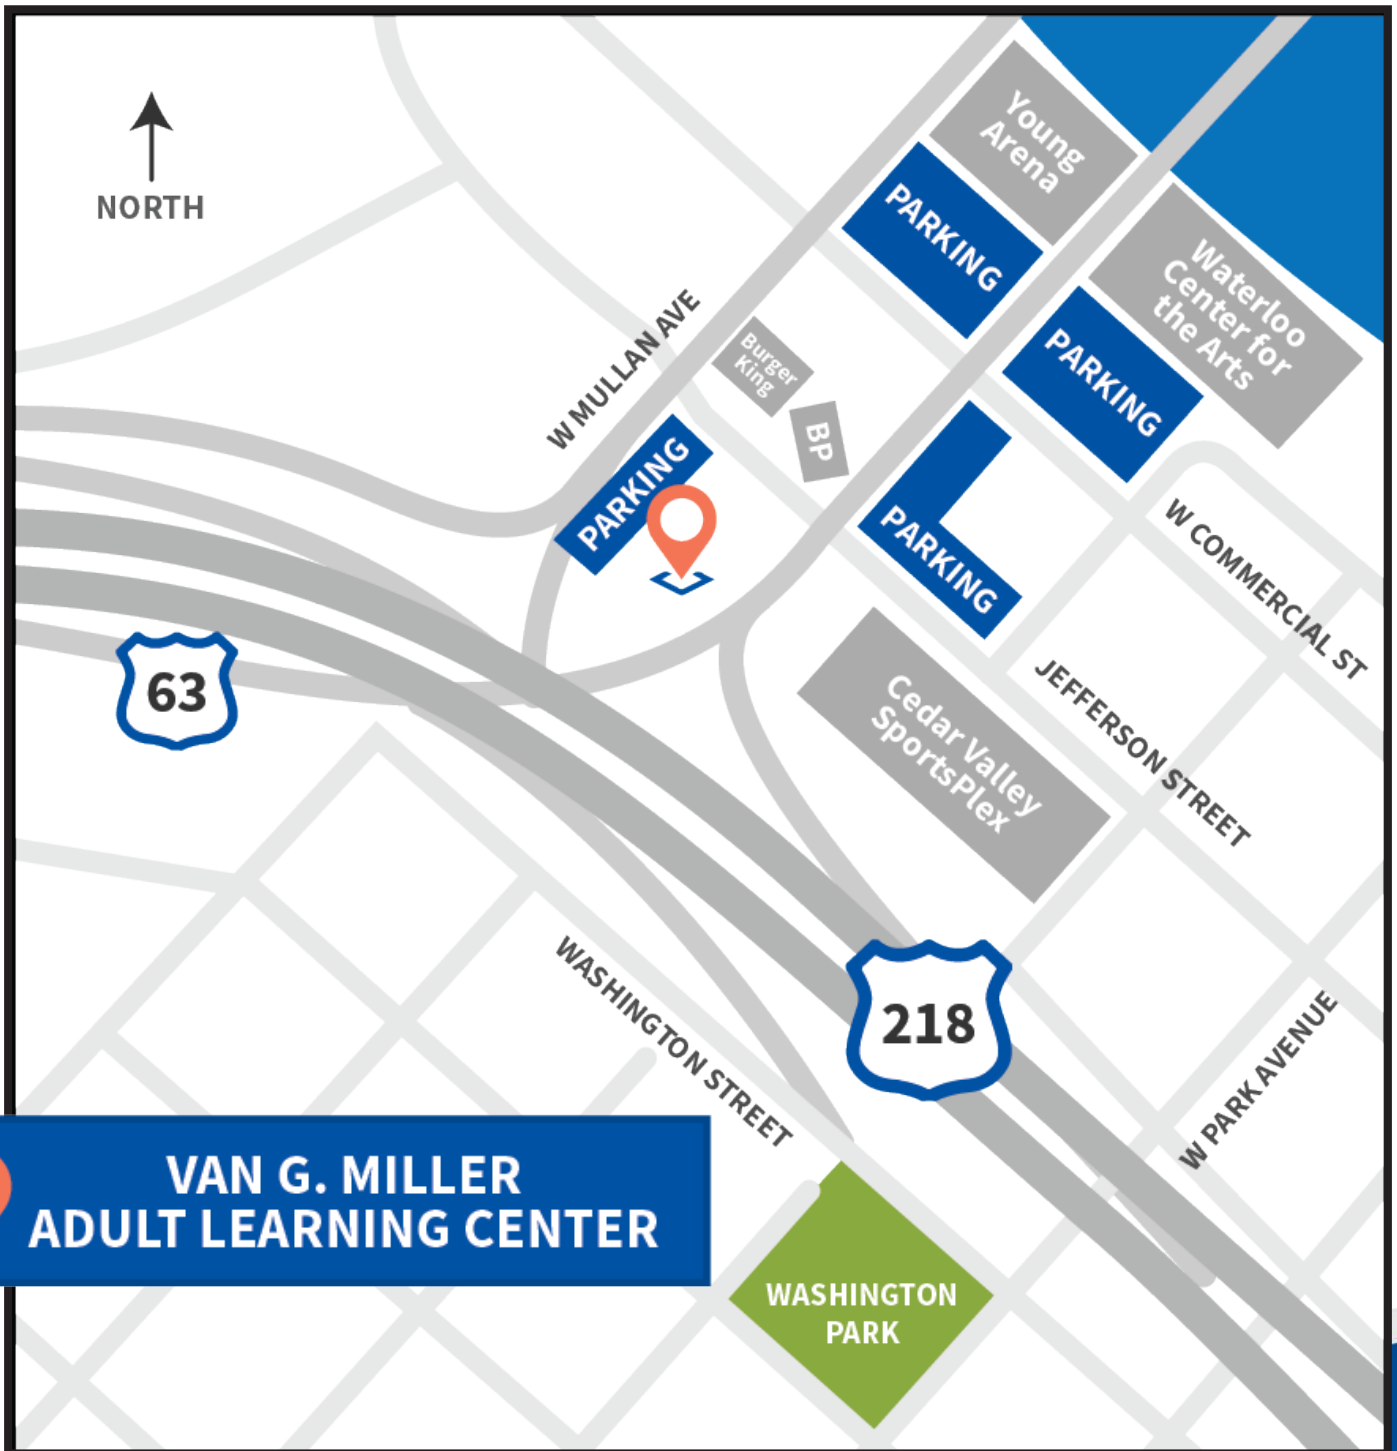 NORTH
Young
Arena
PARKING
Waterloo
Center for
the Arts
PARKING
W MULLAN AVE
Burger
King
BP
PARKING
PARKING
W COMMERCIAL ST
JEFFERSON STREET
Cedar Valley
SportsPlex
63
218
WASHINGTON STREET
W PARK AVENUE
VAN G. MILLER
ADULT LEARNING CENTER
WASHINGTON
PARK